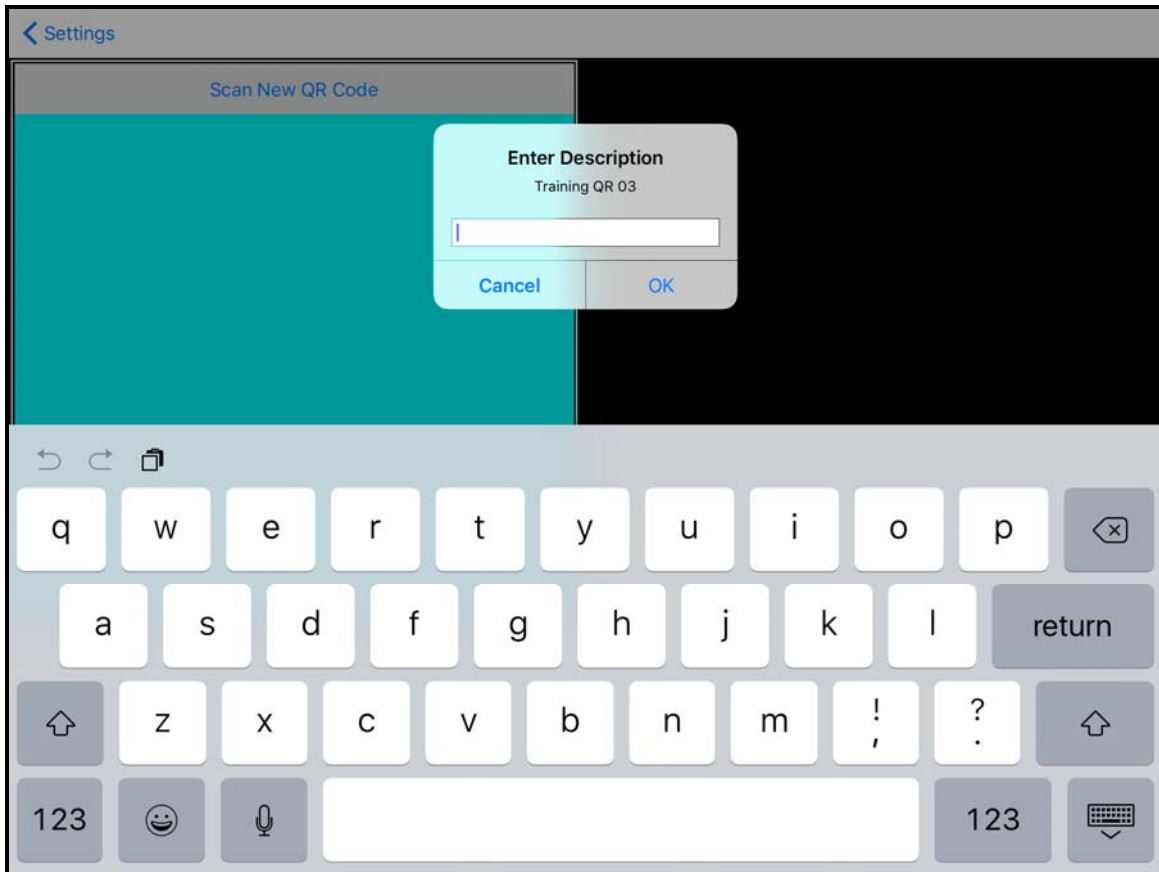 Settings
Scan New QR Code
Enter Description
Training QR 03
Cancel OK
q w e r t y u i o p
a s d f g h j k l return
z x c v b n m ! , ? .
123 123